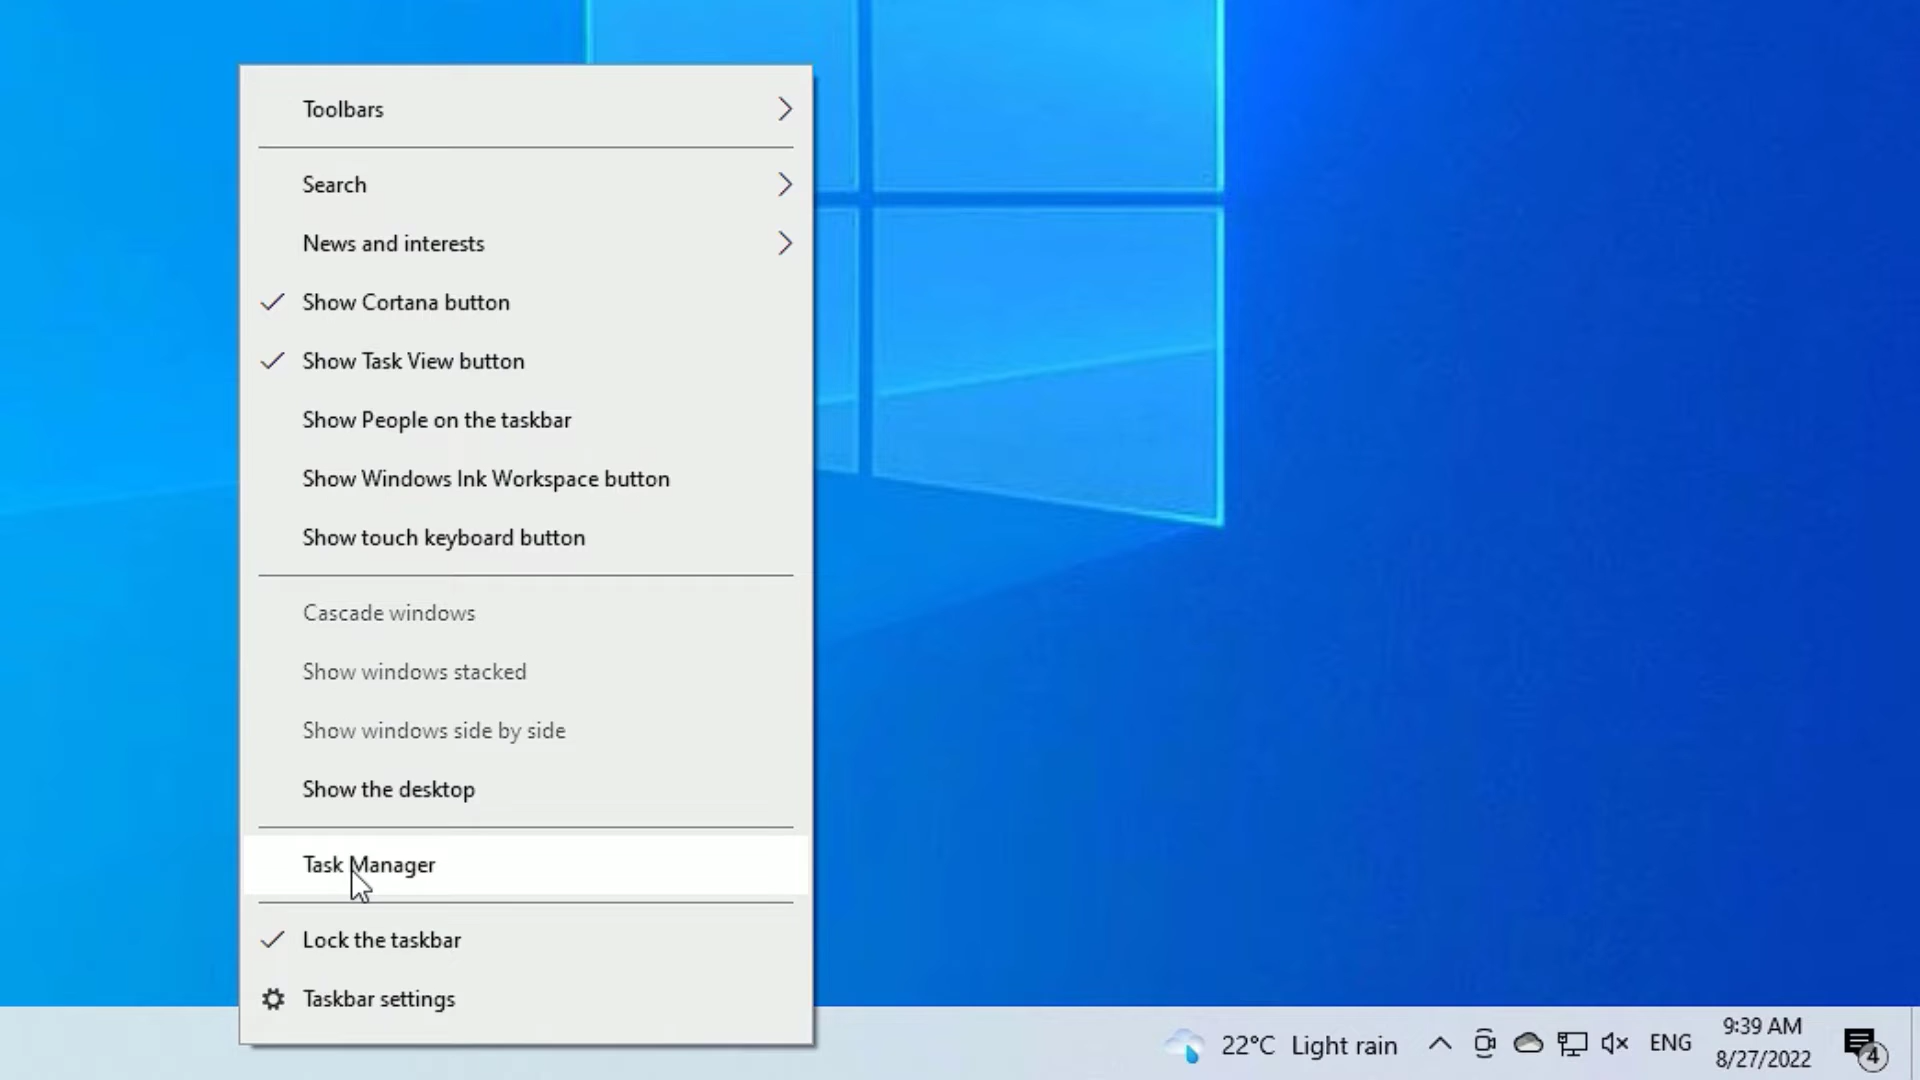 Toolbars
Search
News and interests
Show Cortana button
Show Task View button
Show People on the taskbar
Show Windows Ink Workspace button
Show touch keyboard button
Cascade windows
Show windows stacked
Show windows side by side
Show the desktop
Task Manager
Lock the taskbar
Taskbar settings
22°C Light rain
ENG
9:39 AM
8/27/2022
4